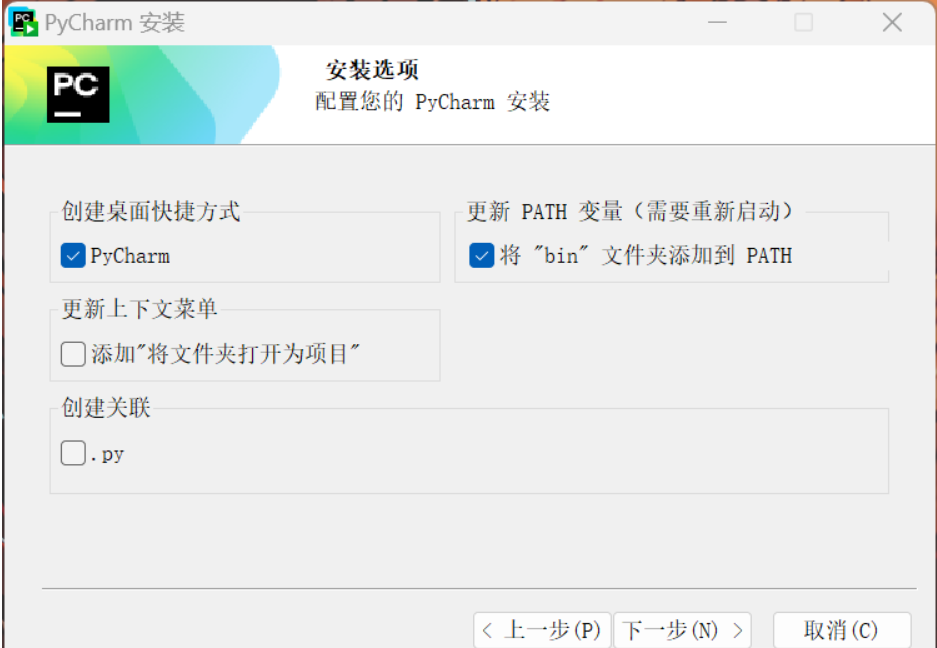 PyCharm 安装
PC
安装选项
配置您的 PyCharm 安装
创建桌面快捷方式
PyCharm
更新 PATH 变量（需要重新启动）
将 "bin" 文件夹添加到 PATH
更新上下文菜单
添加"将文件夹打开为项目"
创建关联
.py
< 上一步(P)
下一步(N) >
取消(C)